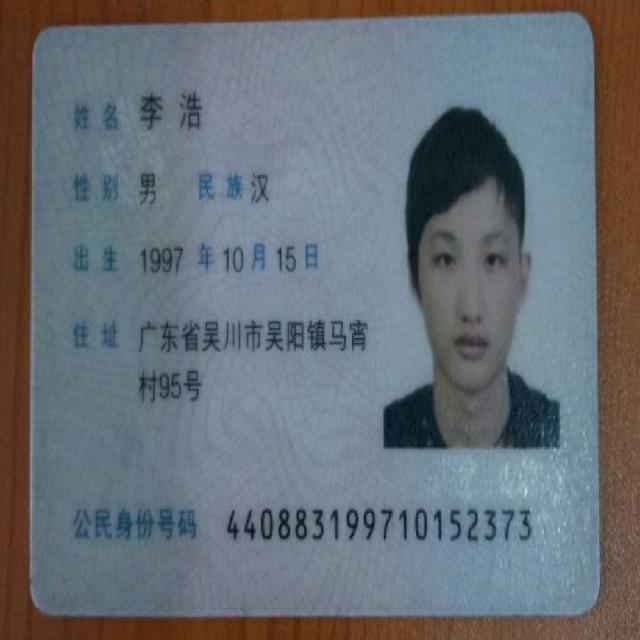 姓名 李浩
性别 男 民族 汉
出生 1997 年 10 月 15 日
住址 广东省吴川市吴阳镇马宵
村95号
公民身份号码 440883199710152373